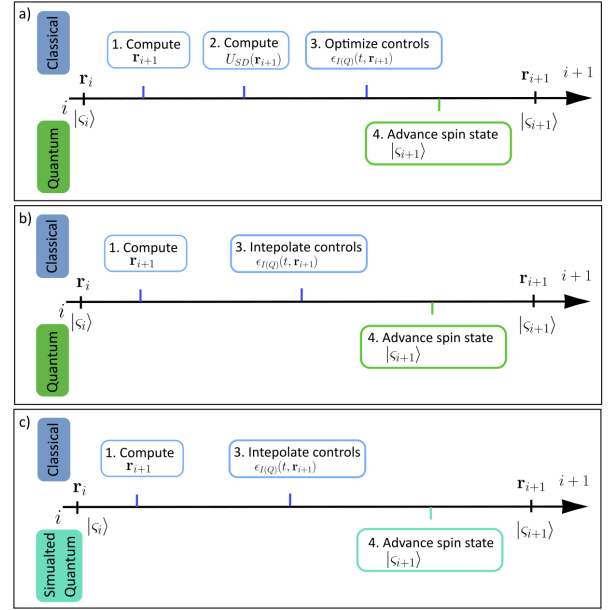 a)
Classical
1. Compute
r_{i+1}
2. Compute
U_{SD}(r_{i+1})
3. Optimize controls
ϵ_{I(Q)}(t, r_{i+1})
r_i
r_{i+1}
i + 1
i
|ς_i⟩
|ς_{i+1}⟩
Quantum
4. Advance spin state
|ς_{i+1}⟩
b)
Classical
1. Compute
r_{i+1}
3. Intepolate controls
ϵ_{I(Q)}(t, r_{i+1})
r_i
r_{i+1}
i + 1
i
|ς_i⟩
|ς_{i+1}⟩
Quantum
4. Advance spin state
|ς_{i+1}⟩
c)
Classical
1. Compute
r_{i+1}
3. Intepolate controls
ϵ_{I(Q)}(t, r_{i+1})
r_i
r_{i+1}
i + 1
i
|ς_i⟩
|ς_{i+1}⟩
Simualted
Quantum
4. Advance spin state
|ς_{i+1}⟩